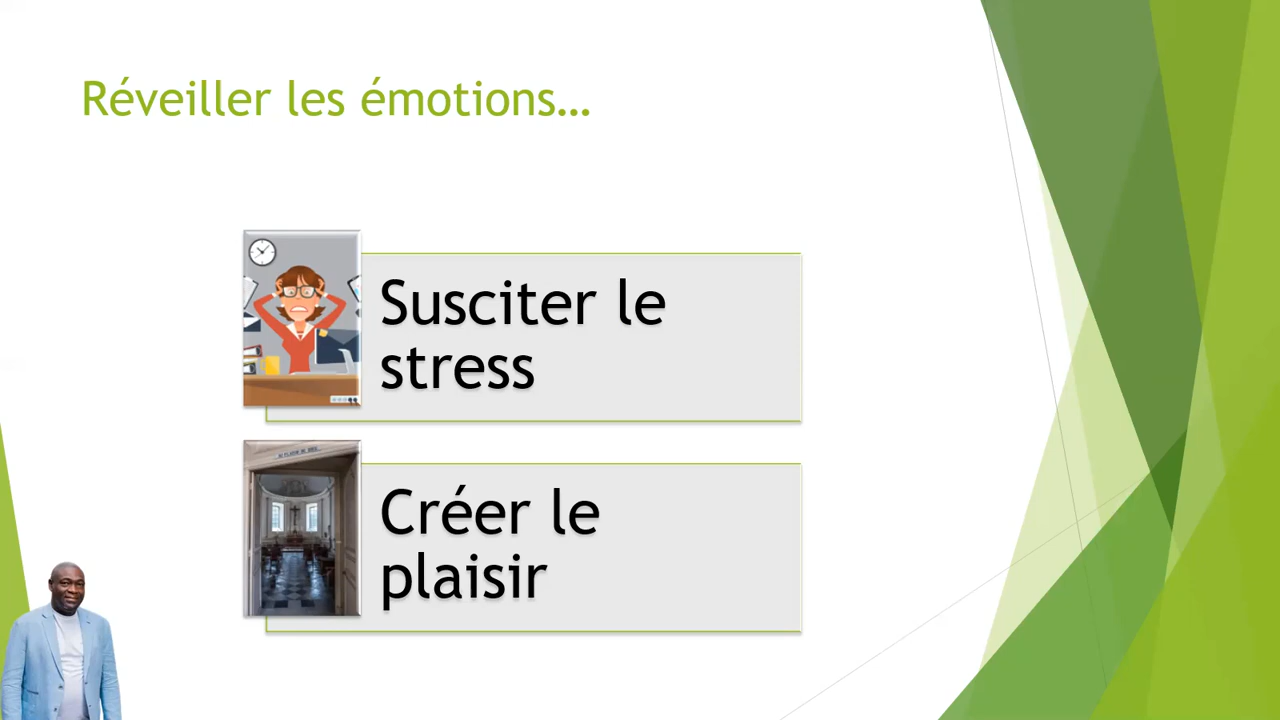 Réveiller les émotions…
Susciter le
stress
Créer le
plaisir